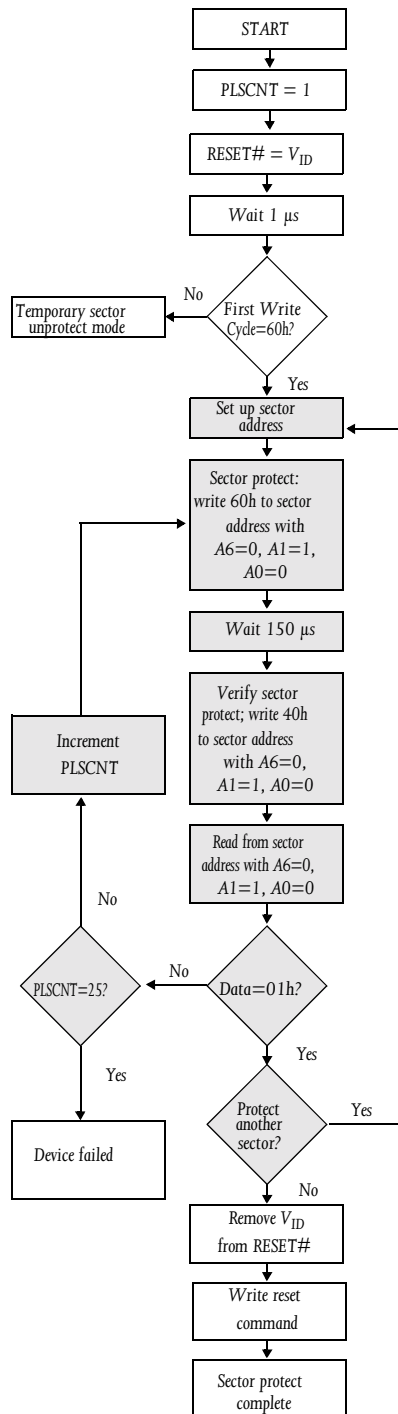 START
PLSCNT = 1
RESET# = VID
Wait 1 µs
No
First Write
Cycle=60h?
Temporary sector
unprotect mode
Yes
Set up sector
address
Sector protect:
write 60h to sector
address with
A6=0, A1=1,
A0=0
Wait 150 µs
Verify sector
protect; write 40h
to sector address
with A6=0,
A1=1, A0=0
Increment
PLSCNT
Read from sector
address with A6=0,
A1=1, A0=0
No
No
PLSCNT=25?
Data=01h?
Yes
Yes
Protect
another
sector?
Yes
Device failed
No
Remove VID
from RESET#
Write reset
command
Sector protect
complete